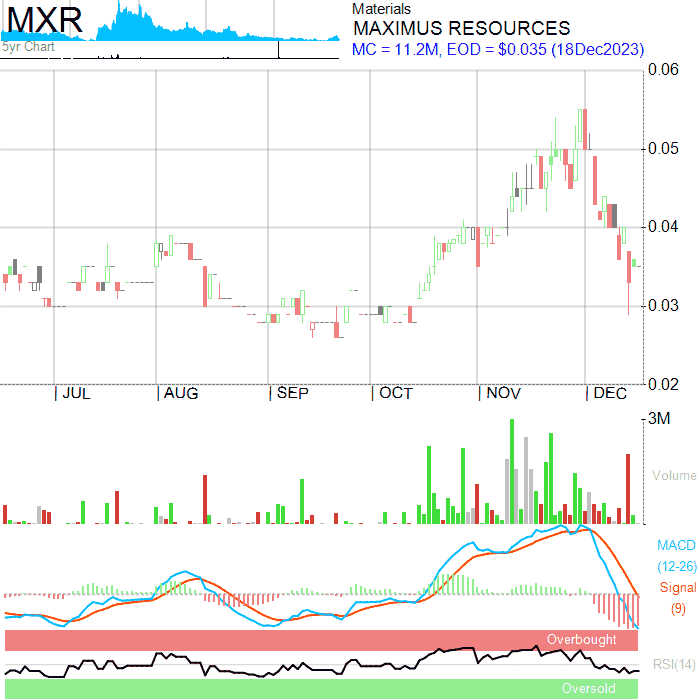 MXR
5yr Chart
Materials
MAXIMUS RESOURCES
MC = 11.2M, EOD = $0.035 (18Dec2023)
0.06
0.05
0.04
0.03
0.02
JUL AUG SEP OCT NOV DEC
3M
Volume
MACD
(12-26)
Signal
(9)
Overbought
RSI(14)
Oversold